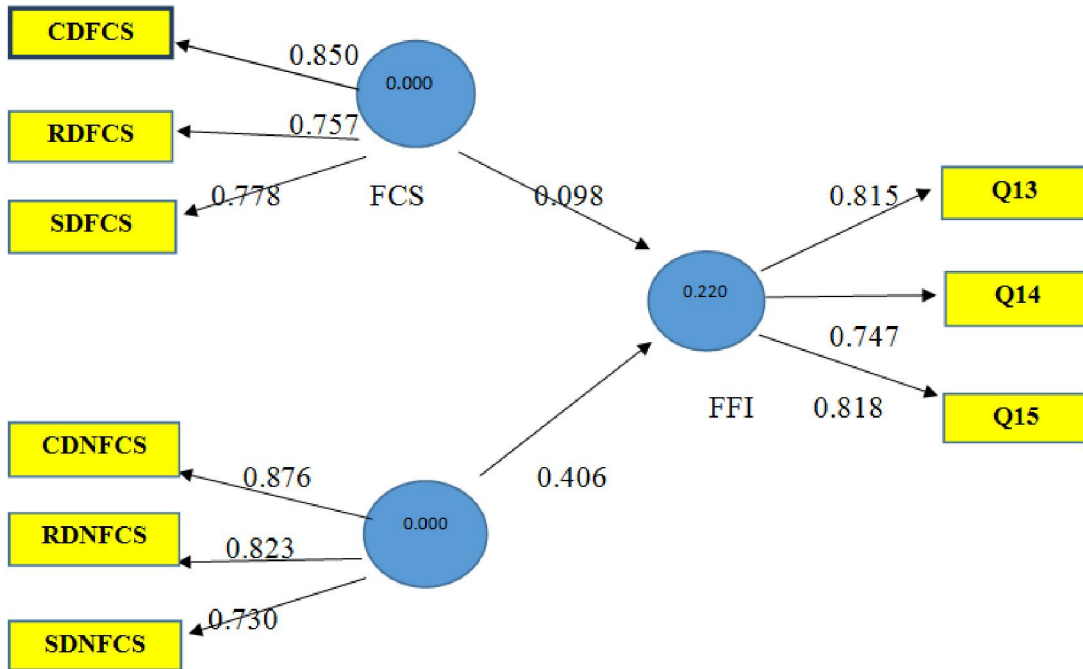 CDFCS
0.850
0.000
RDFCS
0.757
SDFCS
0.778
FCS
0.098
0.815
Q13
0.220
Q14
0.747
FFI
0.818
Q15
CDNFCS
0.876
0.406
0.000
RDNFCS
0.823
0.730
SDNFCS